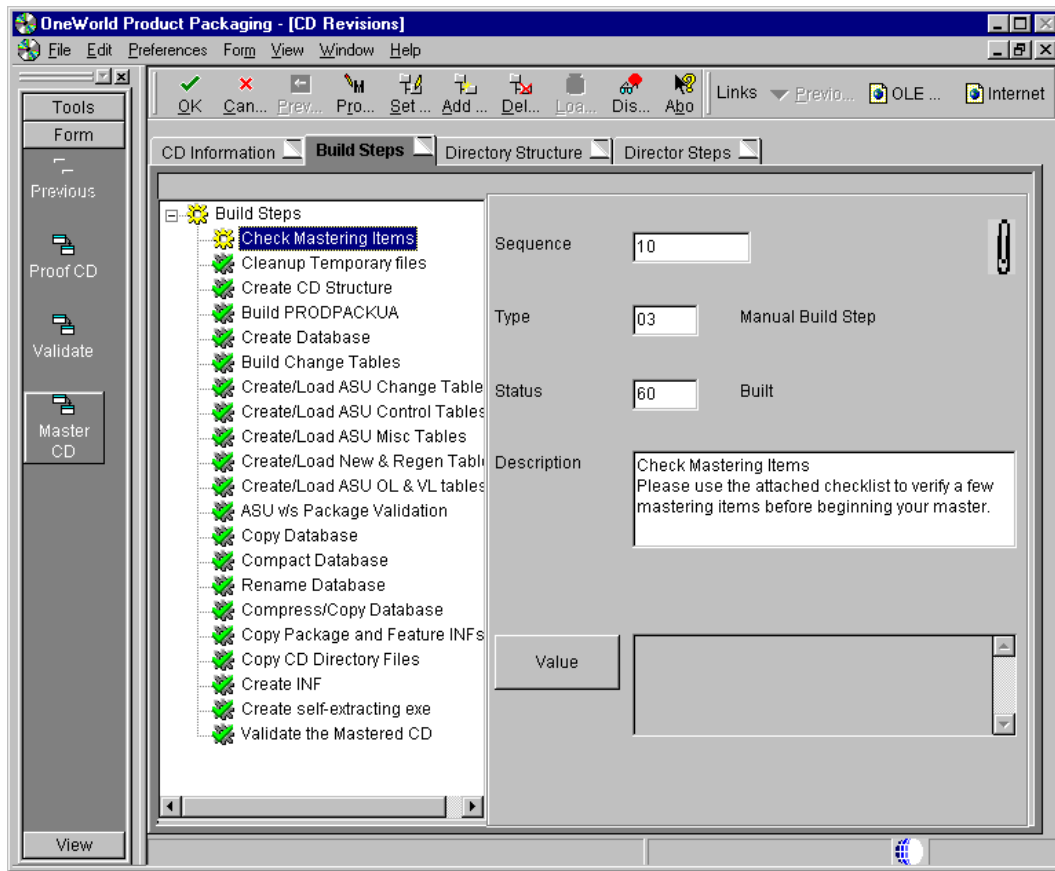 OneWorld Product Packaging - [CD Revisions]
File Edit Preferences Form View Window Help
OK Can... Prev... Pro... Set ... Add ... Del... Loa... Dis... Abo Links Previo... OLE ... Internet
Tools
Form
Previous
Proof CD
Validate
Master CD
View
CD Information Build Steps Directory Structure Director Steps
Build Steps
Check Mastering Items
Cleanup Temporary files
Create CD Structure
Build PRODPACKUA
Create Database
Build Change Tables
Create/Load ASU Change Table
Create/Load ASU Control Tables
Create/Load ASU Misc Tables
Create/Load New & Regen Tabl
Create/Load ASU OL & VL tables
ASU v/s Package Validation
Copy Database
Compact Database
Rename Database
Compress/Copy Database
Copy Package and Feature INFs
Copy CD Directory Files
Create INF
Create self-extracting exe
Validate the Mastered CD
Sequence 10
Type 03 Manual Build Step
Status 60 Built
Description Check Mastering Items
Please use the attached checklist to verify a few
mastering items before beginning your master.
Value